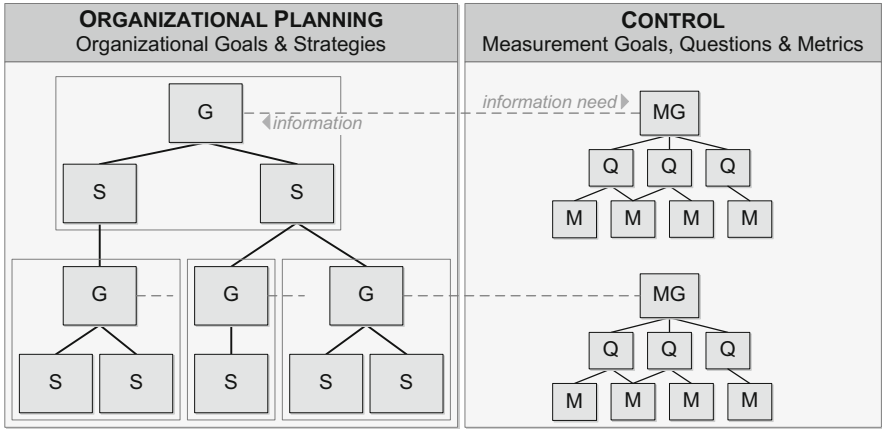 ORGANIZATIONAL PLANNING
Organizational Goals & Strategies
CONTROL
Measurement Goals, Questions & Metrics
G
information need
information
MG
S
S
Q
Q
Q
M
M
M
M
G
G
G
MG
S
S
S
S
S
Q
Q
Q
M
M
M
M